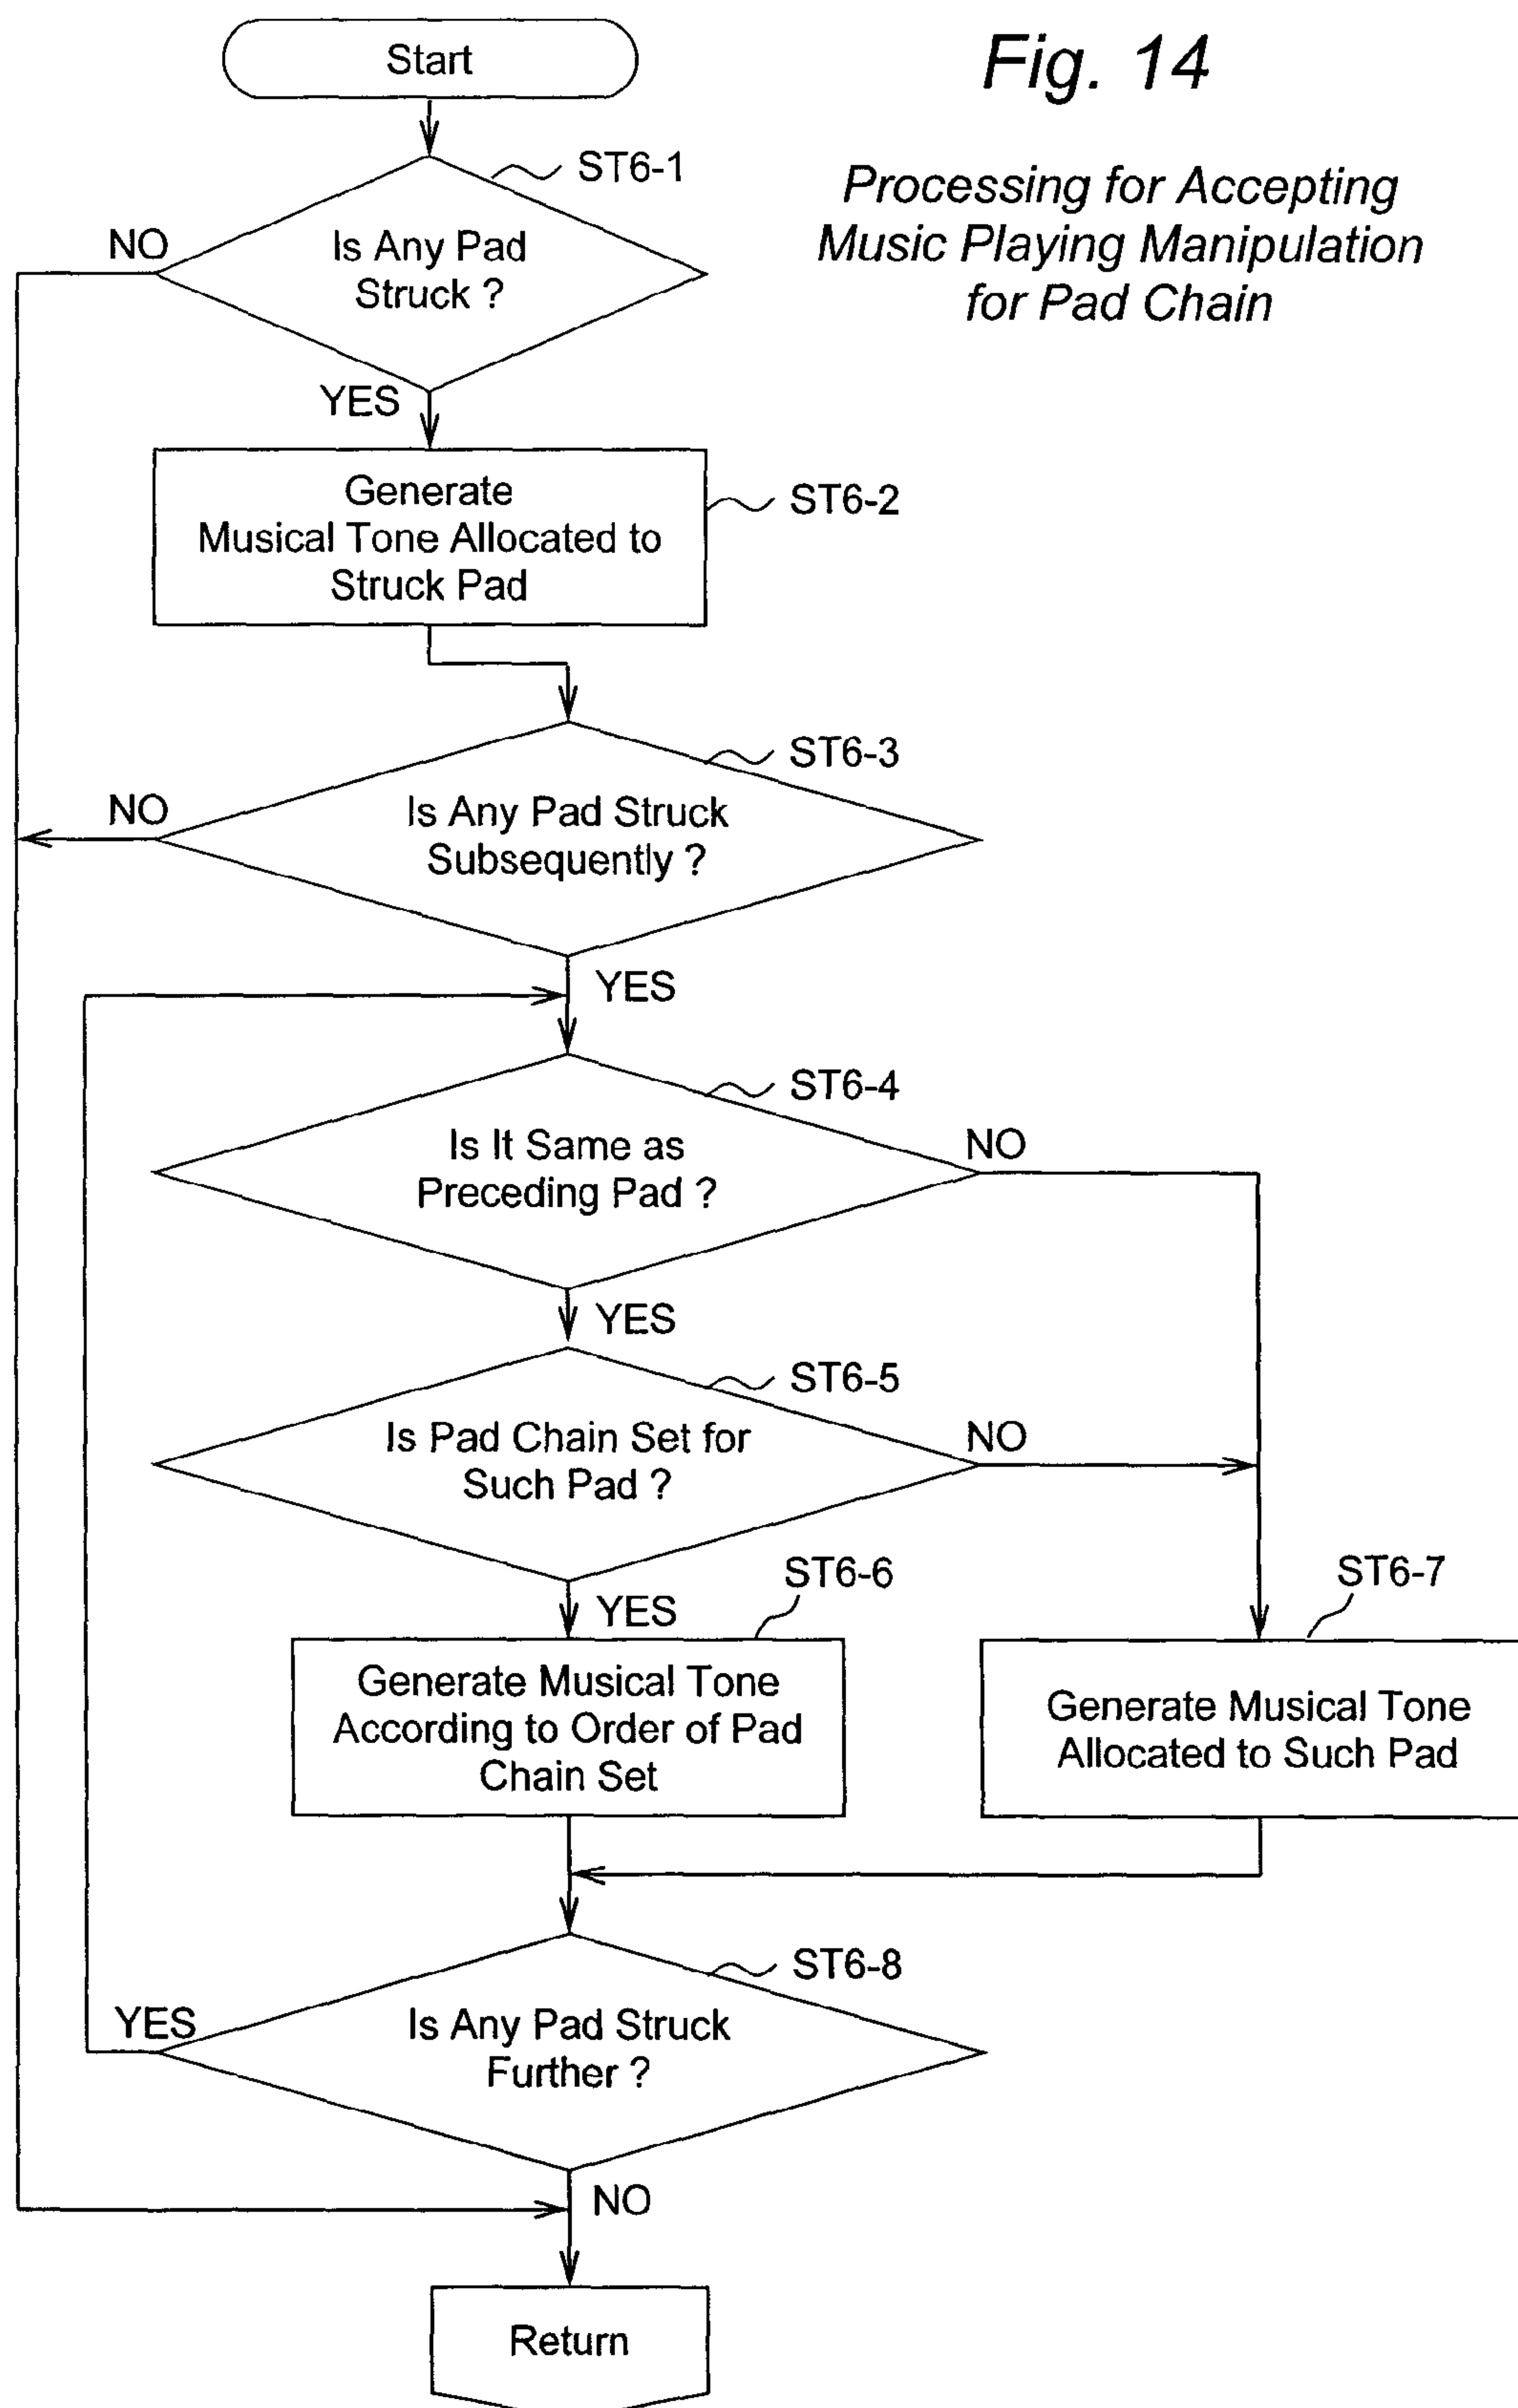 Start
Fig. 14
Processing for Accepting
Music Playing Manipulation
for Pad Chain
ST6-1
NO
Is Any Pad
Struck ?
YES
Generate
Musical Tone Allocated to
Struck Pad
ST6-2
ST6-3
NO
Is Any Pad Struck
Subsequently ?
YES
ST6-4
Is It Same as
Preceding Pad ?
NO
YES
ST6-5
Is Pad Chain Set for
Such Pad ?
NO
YES
ST6-6
ST6-7
Generate Musical Tone
According to Order of Pad
Chain Set
Generate Musical Tone
Allocated to Such Pad
ST6-8
YES
Is Any Pad Struck
Further ?
NO
Return